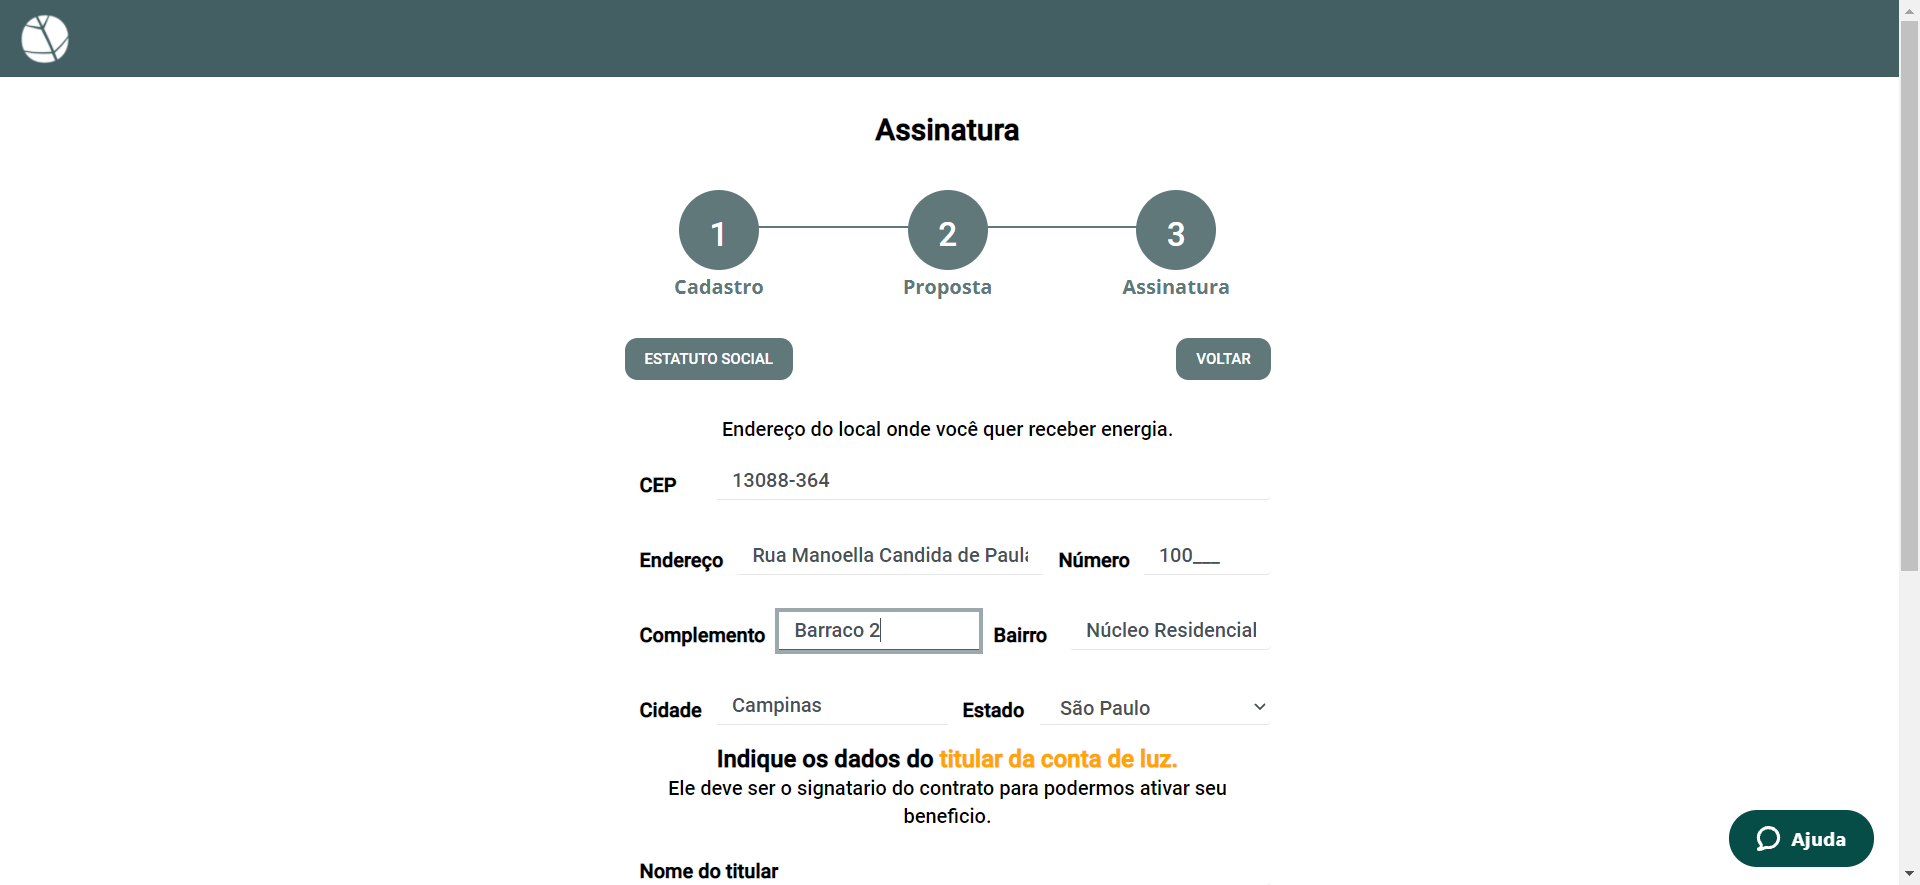 Assinatura
1 2 3
Cadastro Proposta Assinatura
ESTATUTO SOCIAL VOLTAR
Endereço do local onde você quer receber energia.
CEP 13088-364
Endereço Rua Manoella Candida de Paula Número 100___
Complemento Barraco 2 Bairro Núcleo Residencial
Cidade Campinas Estado São Paulo
Indique os dados do titular da conta de luz.
Ele deve ser o signatario do contrato para podermos ativar seu
beneficio.
Ajuda
Nome do titular